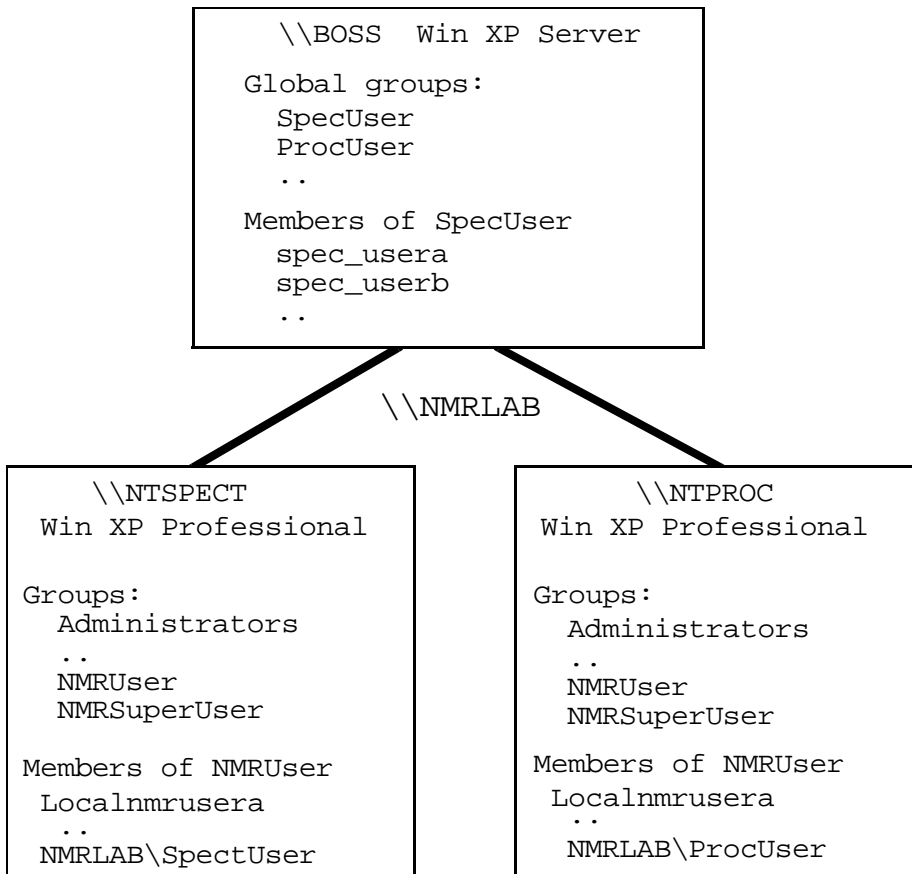 \\BOSS  Win XP Server
Global groups:
SpecUser
ProcUser
..
Members of SpecUser
spec_usera
spec_userb
..
\\NMRLAB
\\NTSPECT
Win XP Professional
Groups:
Administrators
..
NMRUser
NMRSuperUser
Members of NMRUser
Localnmrusera
..
NMRLAB\SpectUser
\\NTPROC
Win XP Professional
Groups:
Administrators
..
NMRUser
NMRSuperUser
Members of NMRUser
Localnmrusera
..
NMRLAB\ProcUser